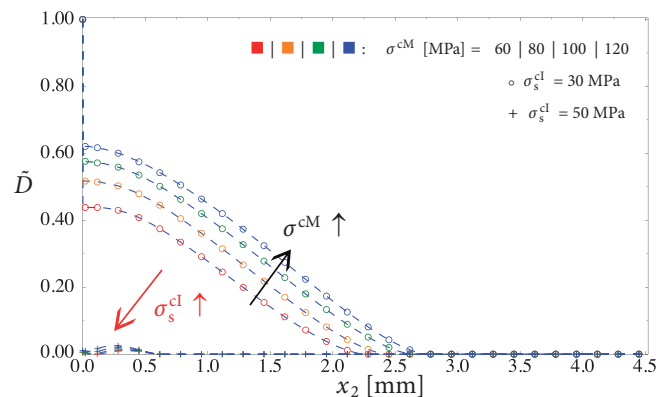 1.00
| | | : σ^cM [MPa] = 60 | 80 | 100 | 120
○ σ_s^cI = 30 MPa
+ σ_s^cI = 50 MPa
0.80
0.60
D̃
0.40
σ^cM ↑
0.20
σ_s^cI ↑
0.00
0.0 0.5 1.0 1.5 2.0 2.5 3.0 3.5 4.0 4.5
x₂ [mm]